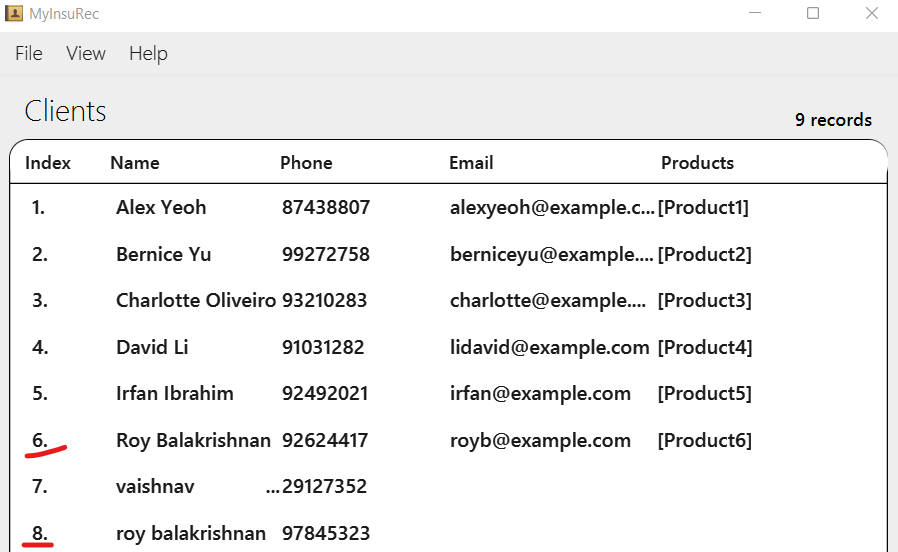 MyInsuRec
File View Help
Clients
9 records
Index Name Phone Email Products
1. Alex Yeoh 87438807 alexyeoh@example.c... [Product1]
2. Bernice Yu 99272758 berniceyu@example.... [Product2]
3. Charlotte Oliveiro 93210283 charlotte@example.... [Product3]
4. David Li 91031282 lidavid@example.com [Product4]
5. Irfan Ibrahim 92492021 irfan@example.com [Product5]
6. Roy Balakrishnan 92624417 royb@example.com [Product6]
7. vaishnav ... 29127352
8. roy balakrishnan 97845323